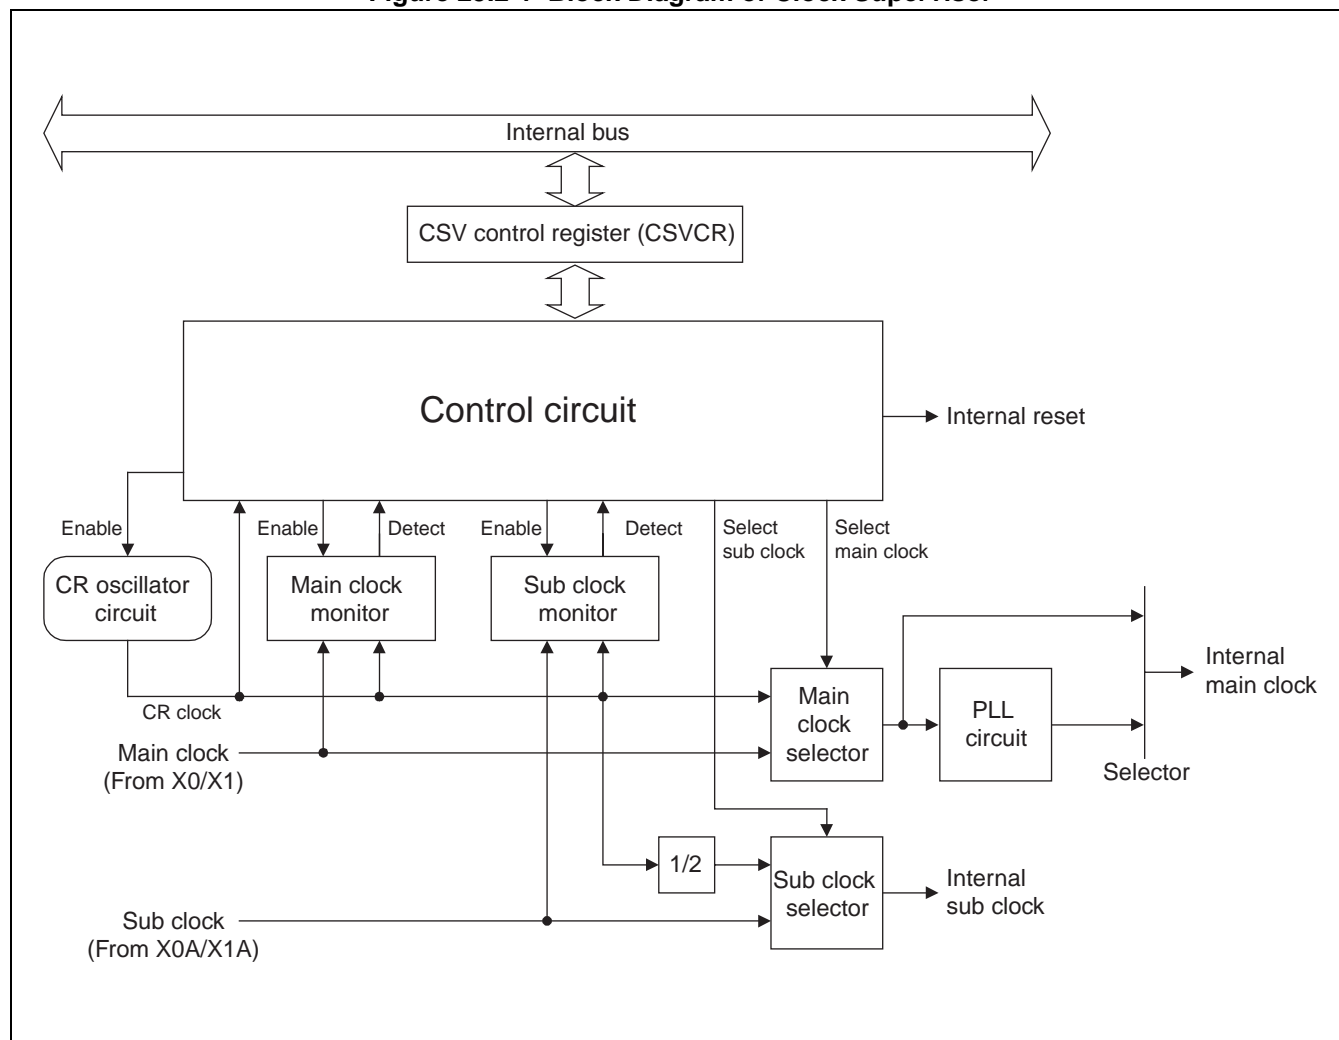 Internal bus
CSV control register (CSVCR)
Control circuit
Internal reset
Enable
Enable
Detect
Enable
Detect
Select
sub clock
Select
main clock
CR oscillator
circuit
Main clock
monitor
Sub clock
monitor
CR clock
Main clock
(From X0/X1)
Main
clock
selector
PLL
circuit
Selector
Internal
main clock
1/2
Sub clock
selector
Internal
sub clock
Sub clock
(From X0A/X1A)